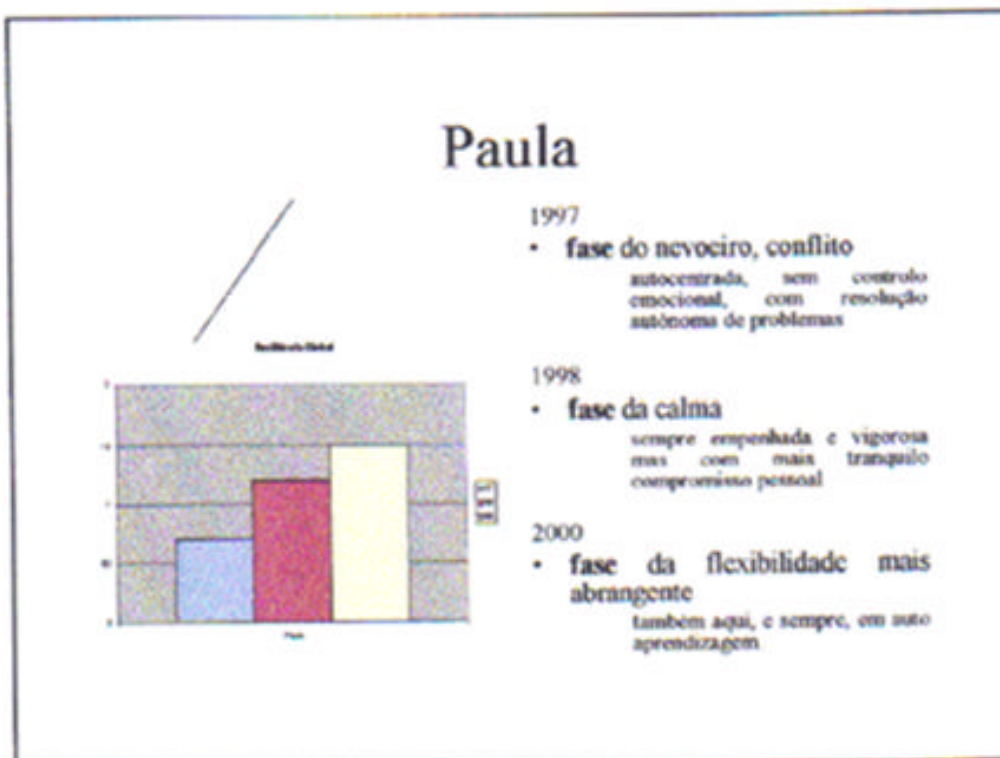 Paula
1997
• fase do nevoeiro, conflito
autocentrada, sem controlo
emocional, com resolução
autónoma de problemas
1998
• fase da calma
sempre empenhada e vigorosa
mas com mais tranquilo
compromisso pessoal
2000
• fase da flexibilidade mais
abrangente
também aqui, e sempre, em auto
aprendizagem